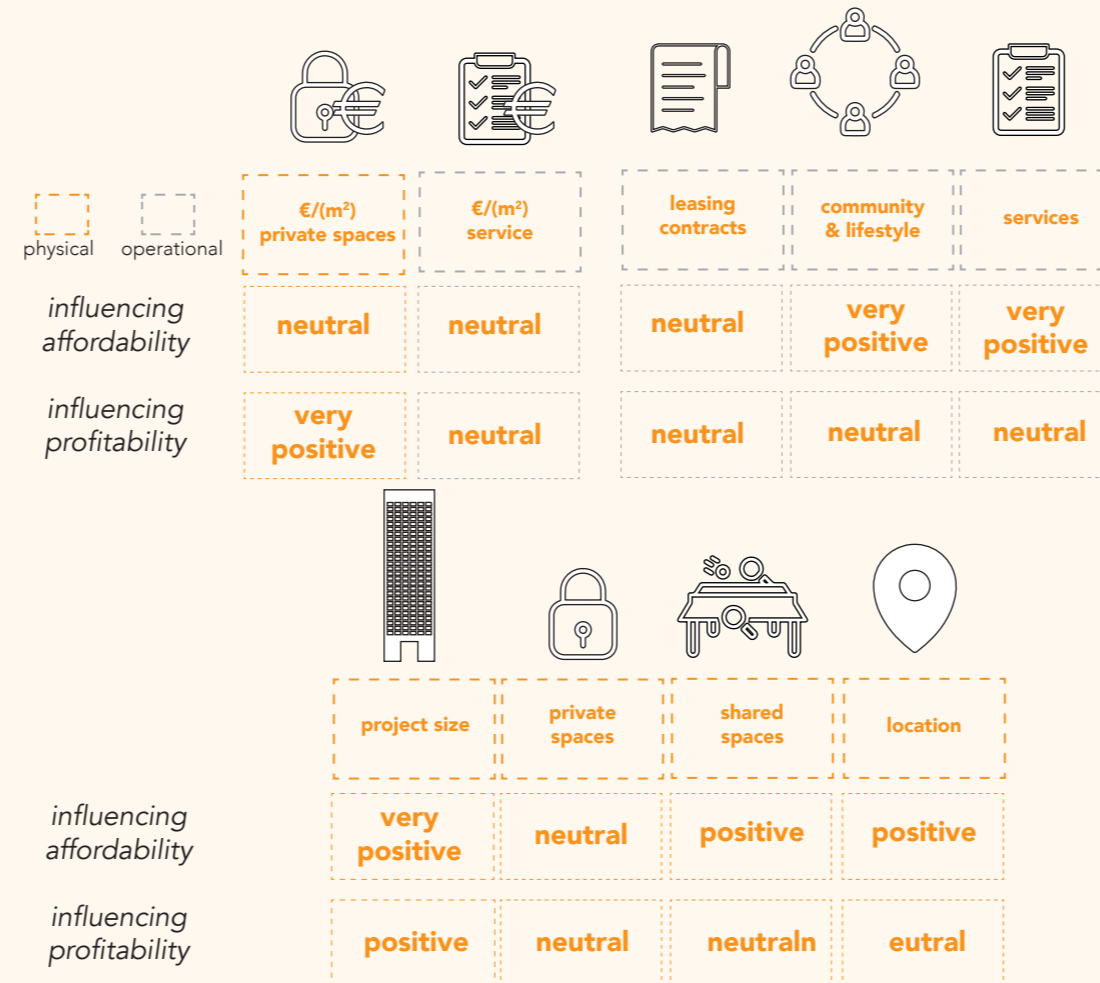 €/(m²)
private spaces
€/(m²)
service
leasing
contracts
community
& lifestyle
services
physical
operational
influencing
affordability
neutral
neutral
neutral
very
positive
very
positive
influencing
profitability
very
positive
neutral
neutral
neutral
neutral
project size
private
spaces
shared
spaces
location
influencing
affordability
very
positive
neutral
positive
positive
influencing
profitability
positive
neutral
neutraln
eutral